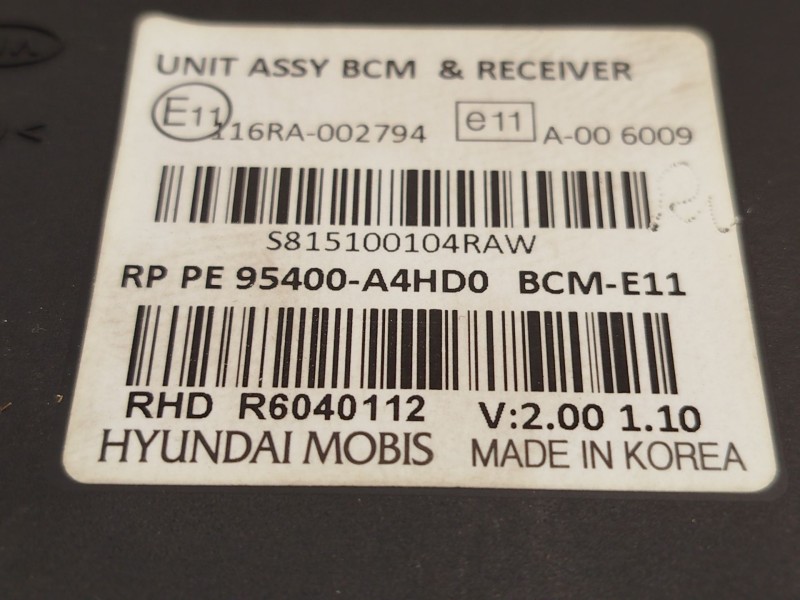 UNIT ASSY BCM & RECEIVER
E11 116RA-002794 e11 A-00 6009
S815100104RAW
RP PE 95400-A4HD0 BCM-E11
RHD R6040112 V:2.00 1.10
HYUNDAI MOBIS MADE IN KOREA